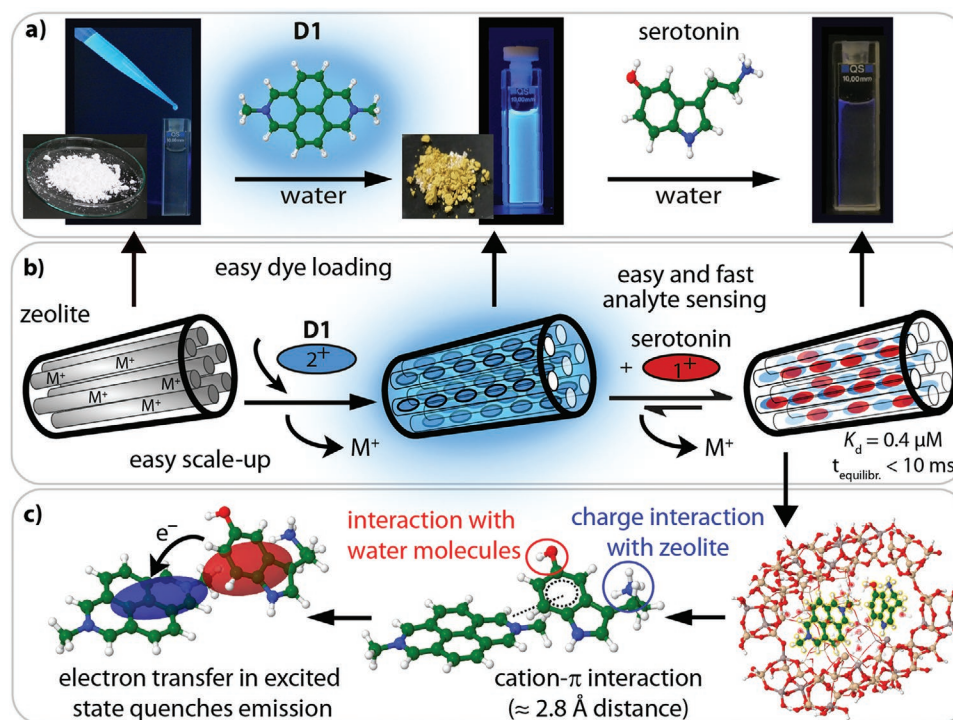 a)
D1
water
QS
10,00mm
serotonin
water
QS
10,00mm
b)
zeolite
M⁺
M⁺
M⁺
M⁺
M⁺
easy dye loading
D1
2⁺
M⁺
easy scale-up
easy and fast
analyte sensing
serotonin
+ 1⁺
M⁺
K_d = 0.4 µM
t_equilibr. < 10 ms
c)
e⁻
electron transfer in excited
state quenches emission
interaction with
water molecules
charge interaction
with zeolite
cation-π interaction
(≈ 2.8 Å distance)